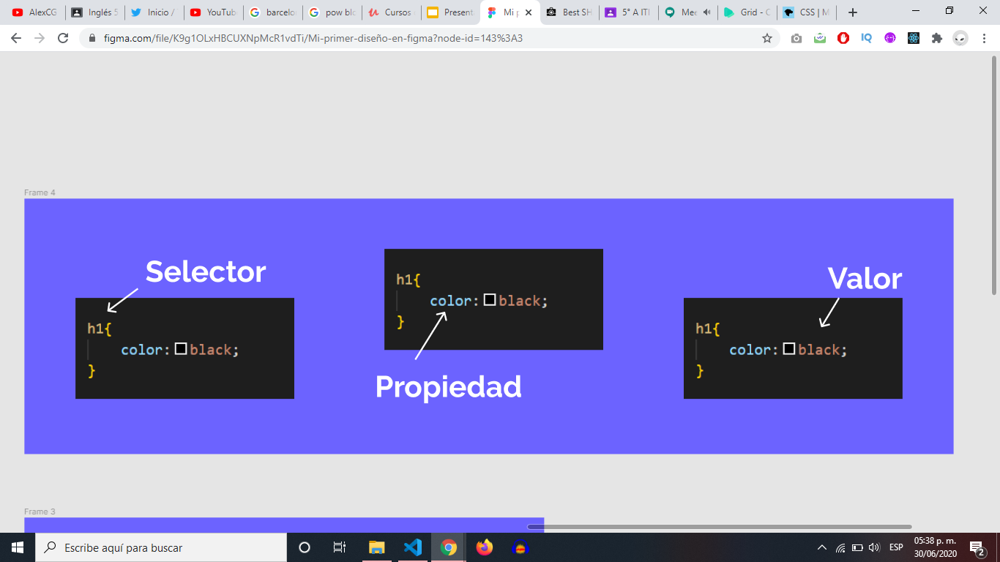 AlexCG
Inglés 5
Inicio /
YouTube
barcelo
pow blo
Cursos
Present
Mi p
Best SH
5° A ITI
Mee
Grid - C
CSS | M
figma.com/file/K9g1OLxHBCUXNpMcR1vdTi/Mi-primer-diseño-en-figma?node-id=143%3A3
IQ
Frame 4
Selector
h1{
color: black;
}
h1{
color: black;
}
Propiedad
Valor
h1{
color: black;
}
Frame 3
Escribe aquí para buscar
ESP
05:38 p. m.
30/06/2020
2